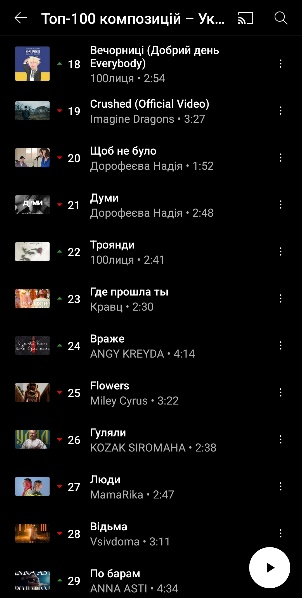 Топ-100 композицій – Ук...
18
Вечорниці (Добрий день
Everybody)
100лиця • 2:54
19
Crushed (Official Video)
Imagine Dragons • 3:27
20
Щоб не було
Дорофєєва Надія • 1:52
21
Думи
Дорофєєва Надія • 2:48
22
Троянди
100лиця • 2:41
23
Где прошла ты
Кравц • 2:30
24
Враже
ANGY KREYDA • 4:14
25
Flowers
Miley Cyrus • 3:22
26
Гуляли
KOZAK SIROMAHA • 2:38
27
Люди
MamaRika • 2:47
28
Відьма
Vsivdoma • 3:11
29
По барам
ANNA ASTI • 4:34